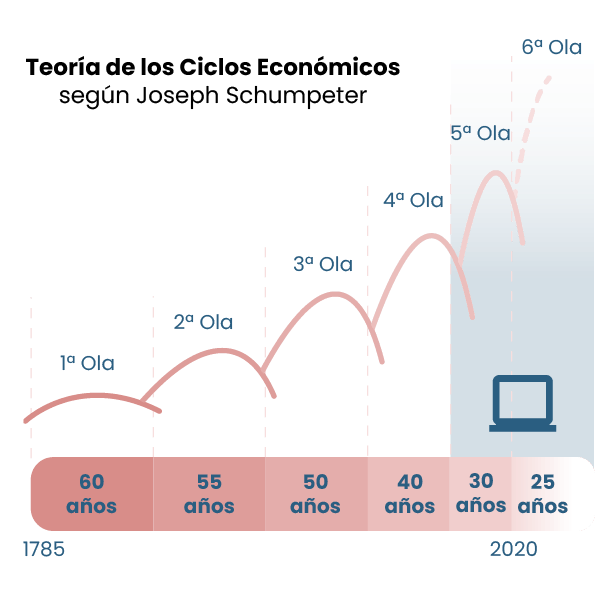 Teoría de los Ciclos Económicos
según Joseph Schumpeter
6ª Ola
5ª Ola
4ª Ola
3ª Ola
2ª Ola
1ª Ola
60
años
55
años
50
años
40
años
30
años
25
años
1785
2020